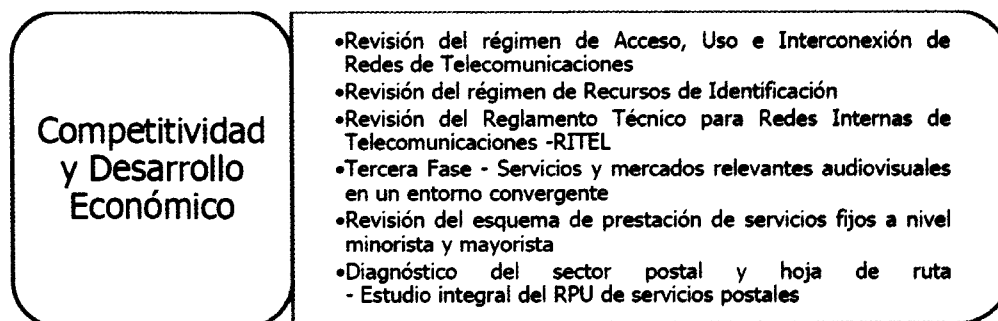 Competitividad
y Desarrollo
Económico
•Revisión del régimen de Acceso, Uso e Interconexión de
Redes de Telecomunicaciones
•Revisión del régimen de Recursos de Identificación
•Revisión del Reglamento Técnico para Redes Internas de
Telecomunicaciones -RITEL
•Tercera Fase - Servicios y mercados relevantes audiovisuales
en un entorno convergente
•Revisión del esquema de prestación de servicios fijos a nivel
minorista y mayorista
•Diagnóstico del sector postal y hoja de ruta
- Estudio integral del RPU de servicios postales